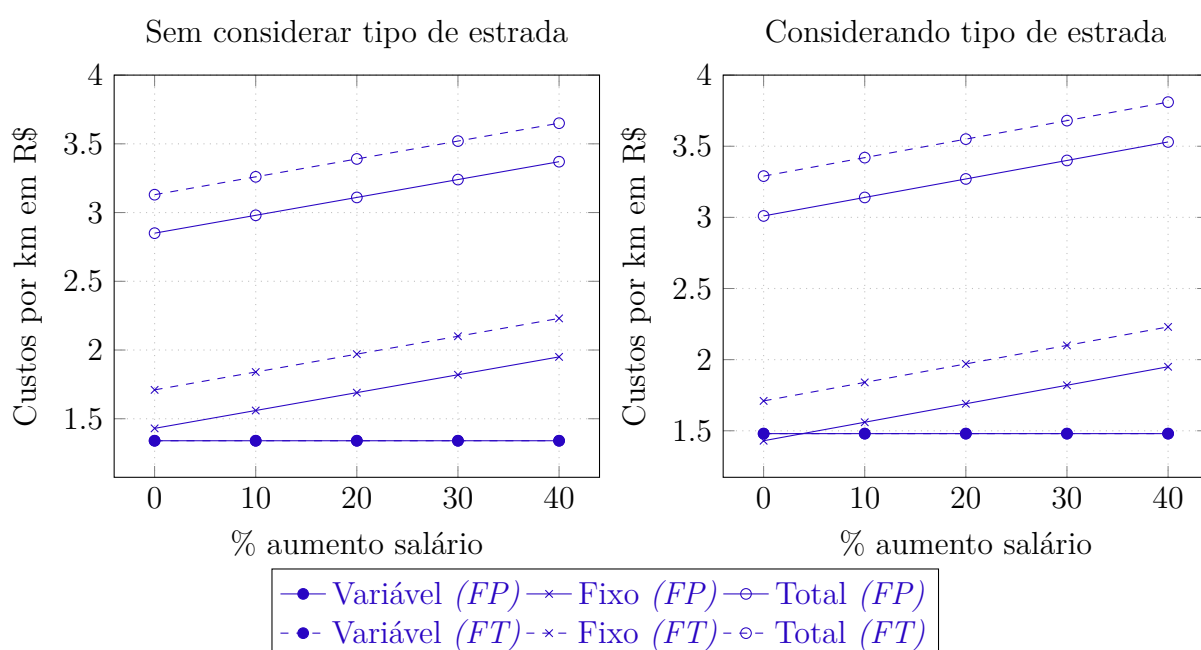 Sem considerar tipo de estrada
Custos por km em R$
4
3.5
3
2.5
2
1.5
0 10 20 30 40
% aumento salário
Considerando tipo de estrada
Custos por km em R$
4
3.5
3
2.5
2
1.5
0 10 20 30 40
% aumento salário
Variável (FP) Fixo (FP) Total (FP)
Variável (FT) Fixo (FT) Total (FT)